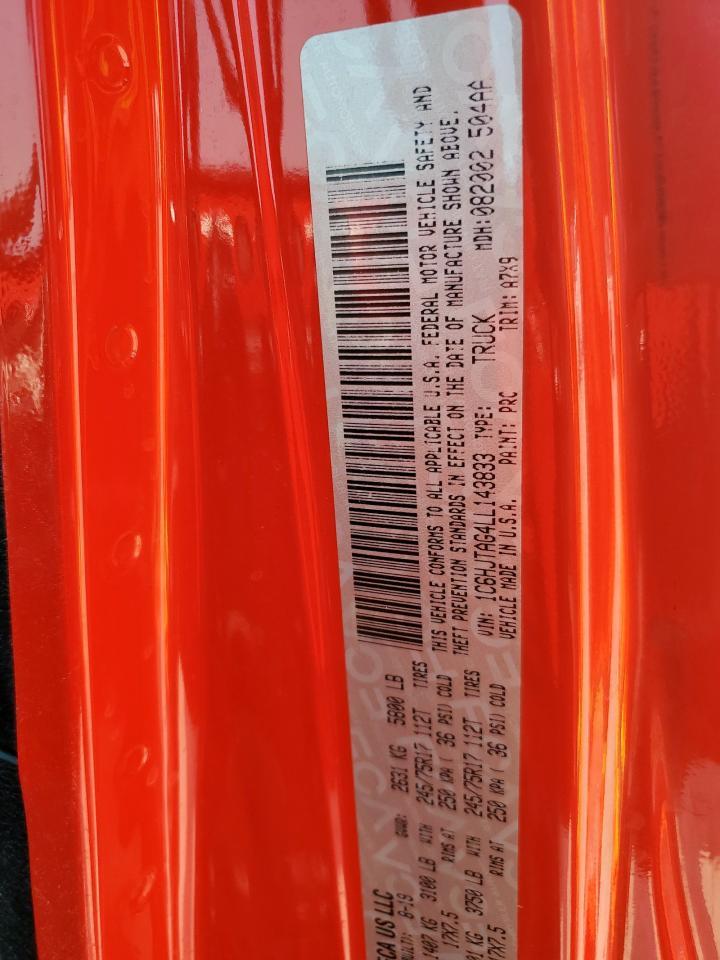 FCA US LLC
8-19 GVWR: 2631 KG 5800 LB
1407 KG 3100 LB WITH 245/75R17 112T TIRES
17X7.5 RIMS AT 250 KPA ( 36 PSI) COLD
KG 3750 LB WITH 245/75R17 112T TIRES
17X7.5 RIMS AT 250 KPA ( 36 PSI) COLD
THIS VEHICLE CONFORMS TO ALL APPLICABLE U.S.A. FEDERAL MOTOR VEHICLE SAFETY AND
THEFT PREVENTION STANDARDS IN EFFECT ON THE DATE OF MANUFACTURE SHOWN ABOVE.
VIN: 1C6HJTAG4LL143833 TYPE: TRUCK MDH:082002 504AA
VEHICLE MADE IN U.S.A. PAINT: PRC TRIM: A7X9